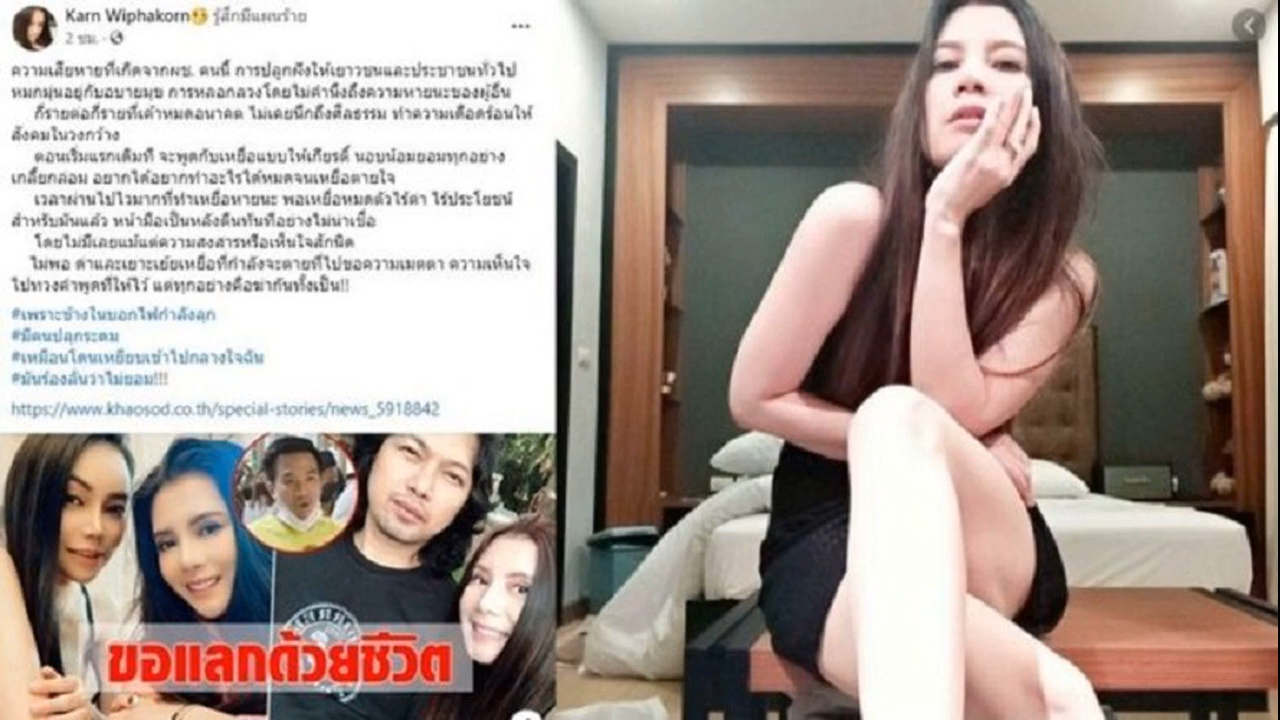 Karn Wiphakorn รู้สึกมีแผนร้าย
2 ชม.
ความเสียหายที่เกิดจากผช. คนนี้ การปลูกฝังให้เยาวชนและประชาชนทั่วไป
หมกมุ่นอยู่กับอบายมุข การหลอกลวงโดยไม่คำนึงถึงความหายนะของผู้อื่น
กี่รายต่อกี่รายที่เค้าหมดอนาคต ไม่เคยนึกถึงศีลธรรม ทำความเดือดร้อนให้
สังคมในวงกว้าง
ตอนเริ่มแรกเดิมที จะพูดกับเหยื่อแบบให้เกียรติ์ นอบน้อมยอมทุกอย่าง
เกลี้ยกล่อม อยากได้อยากทำอะไรได้หมดจนเหยื่อตายใจ
เวลาผ่านไปไวมากที่ทำเหยื่อหายนะ พอเหยื่อหมดตัวไร้ค่า ไร้ประโยชน์
สำหรับมันแล้ว หน้ามือเป็นหลังตีนทันทีอย่างไม่น่าเชื่อ
โดยไม่มีเลยแม้แต่ความสงสารหรือเห็นใจสักนิด
ไม่พอ ด่าและเยาะเย้ยเหยื่อที่กำลังจะตายที่ไปขอความเมตตา ความเห็นใจ
ไปทวงคำพูดที่ให้ไว้ แต่ทุกอย่างคือฆ่ากันทั้งเป็น!!
#เพราะข้างในบอกไฟกำลังลุก
#มีคนปลุกระดม
#เหมือนโดนเหยียบเข้าไปกลางใจฉัน
#มันร้องลั่นว่าไม่ยอม!!!
https://www.khaosod.co.th/special-stories/news_5918842
ขอแลกด้วยชีวิต